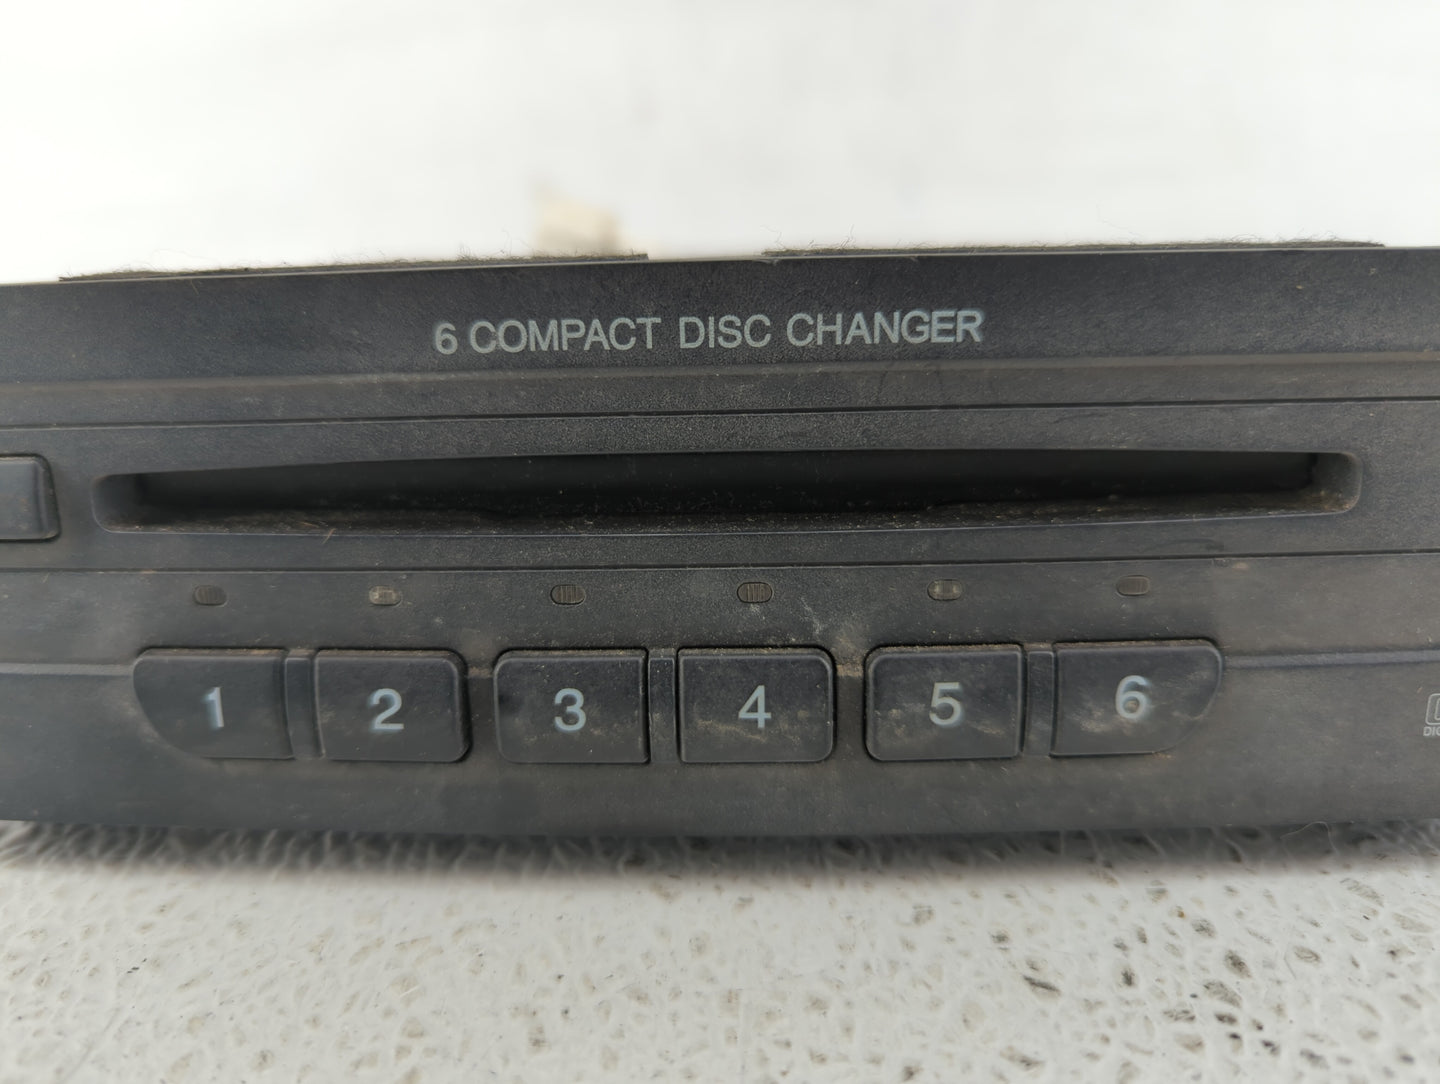 6 COMPACT DISC CHANGER
1 2 3 4 5 6